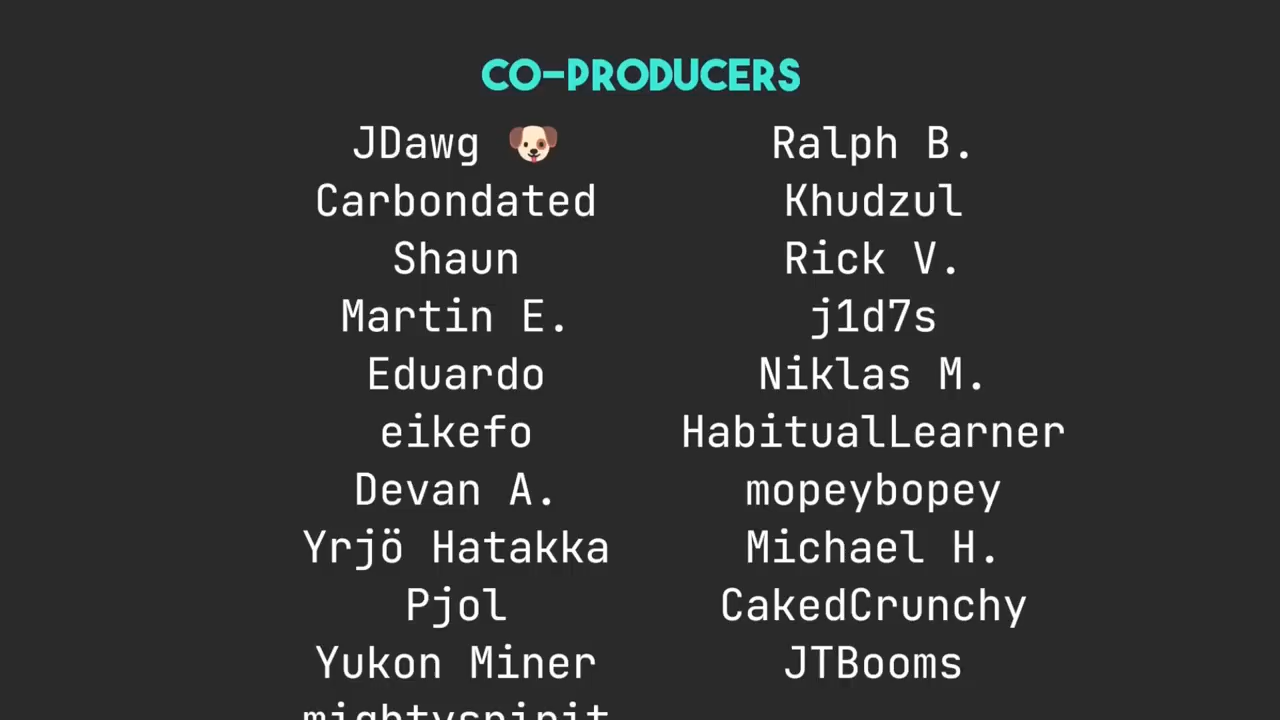 CO-PRODUCERS
JDawg 🐶
Carbondated
Shaun
Martin E.
Eduardo
eikefo
Devan A.
Yrjö Hatakka
Pjol
Yukon Miner
mightyspirit
Ralph B.
Khudzul
Rick V.
j1d7s
Niklas M.
HabitualLearner
mopeybopey
Michael H.
CakedCrunchy
JTBooms